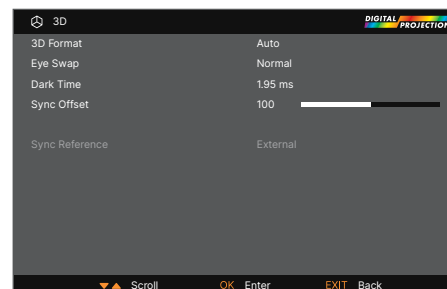 3D
DIGITAL PROJECTION
3D Format Auto
Eye Swap Normal
Dark Time 1.95 ms
Sync Offset 100
Sync Reference External
Scroll OK Enter EXIT Back